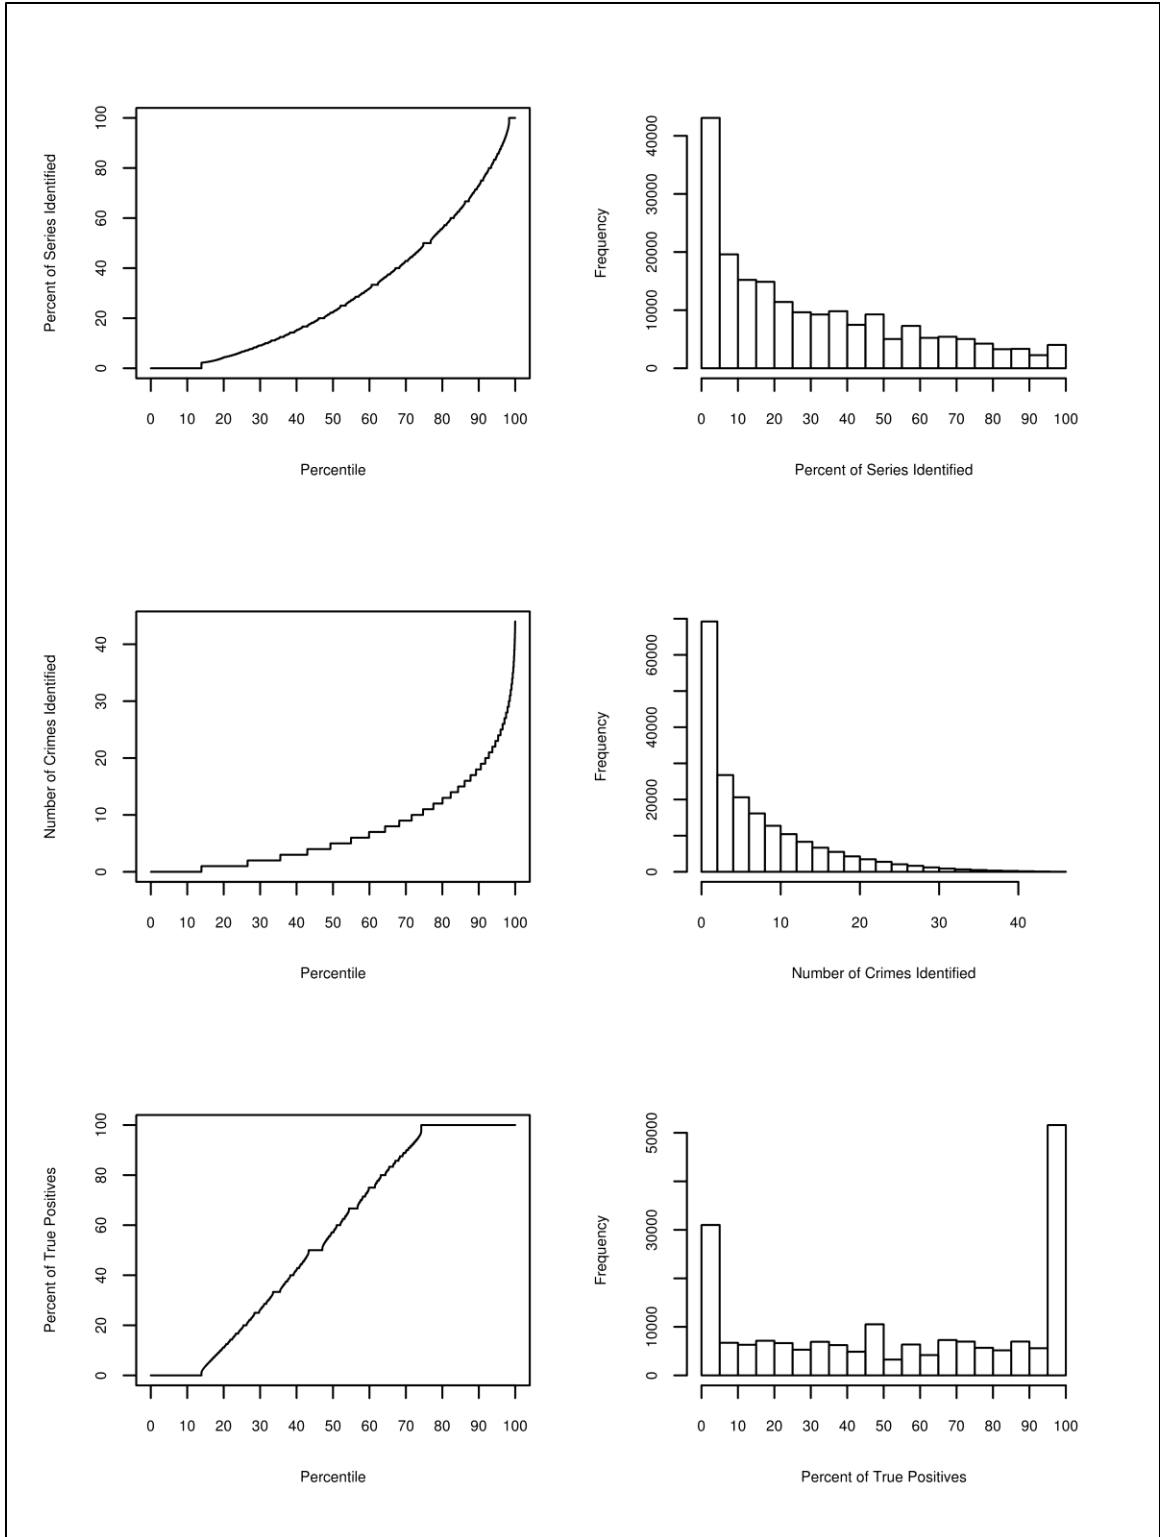 100
80
60
40
20
0
Percent of Series Identified
0 10 20 30 40 50 60 70 80 90 100
Percentile
40000
30000
20000
10000
0
Frequency
0 10 20 30 40 50 60 70 80 90 100
Percent of Series Identified
40
30
20
10
0
Number of Crimes Identified
0 10 20 30 40 50 60 70 80 90 100
Percentile
60000
40000
20000
0
Frequency
0 10 20 30 40
Number of Crimes Identified
100
80
60
40
20
0
Percent of True Positives
0 10 20 30 40 50 60 70 80 90 100
Percentile
50000
30000
10000
0
Frequency
0 10 20 30 40 50 60 70 80 90 100
Percent of True Positives